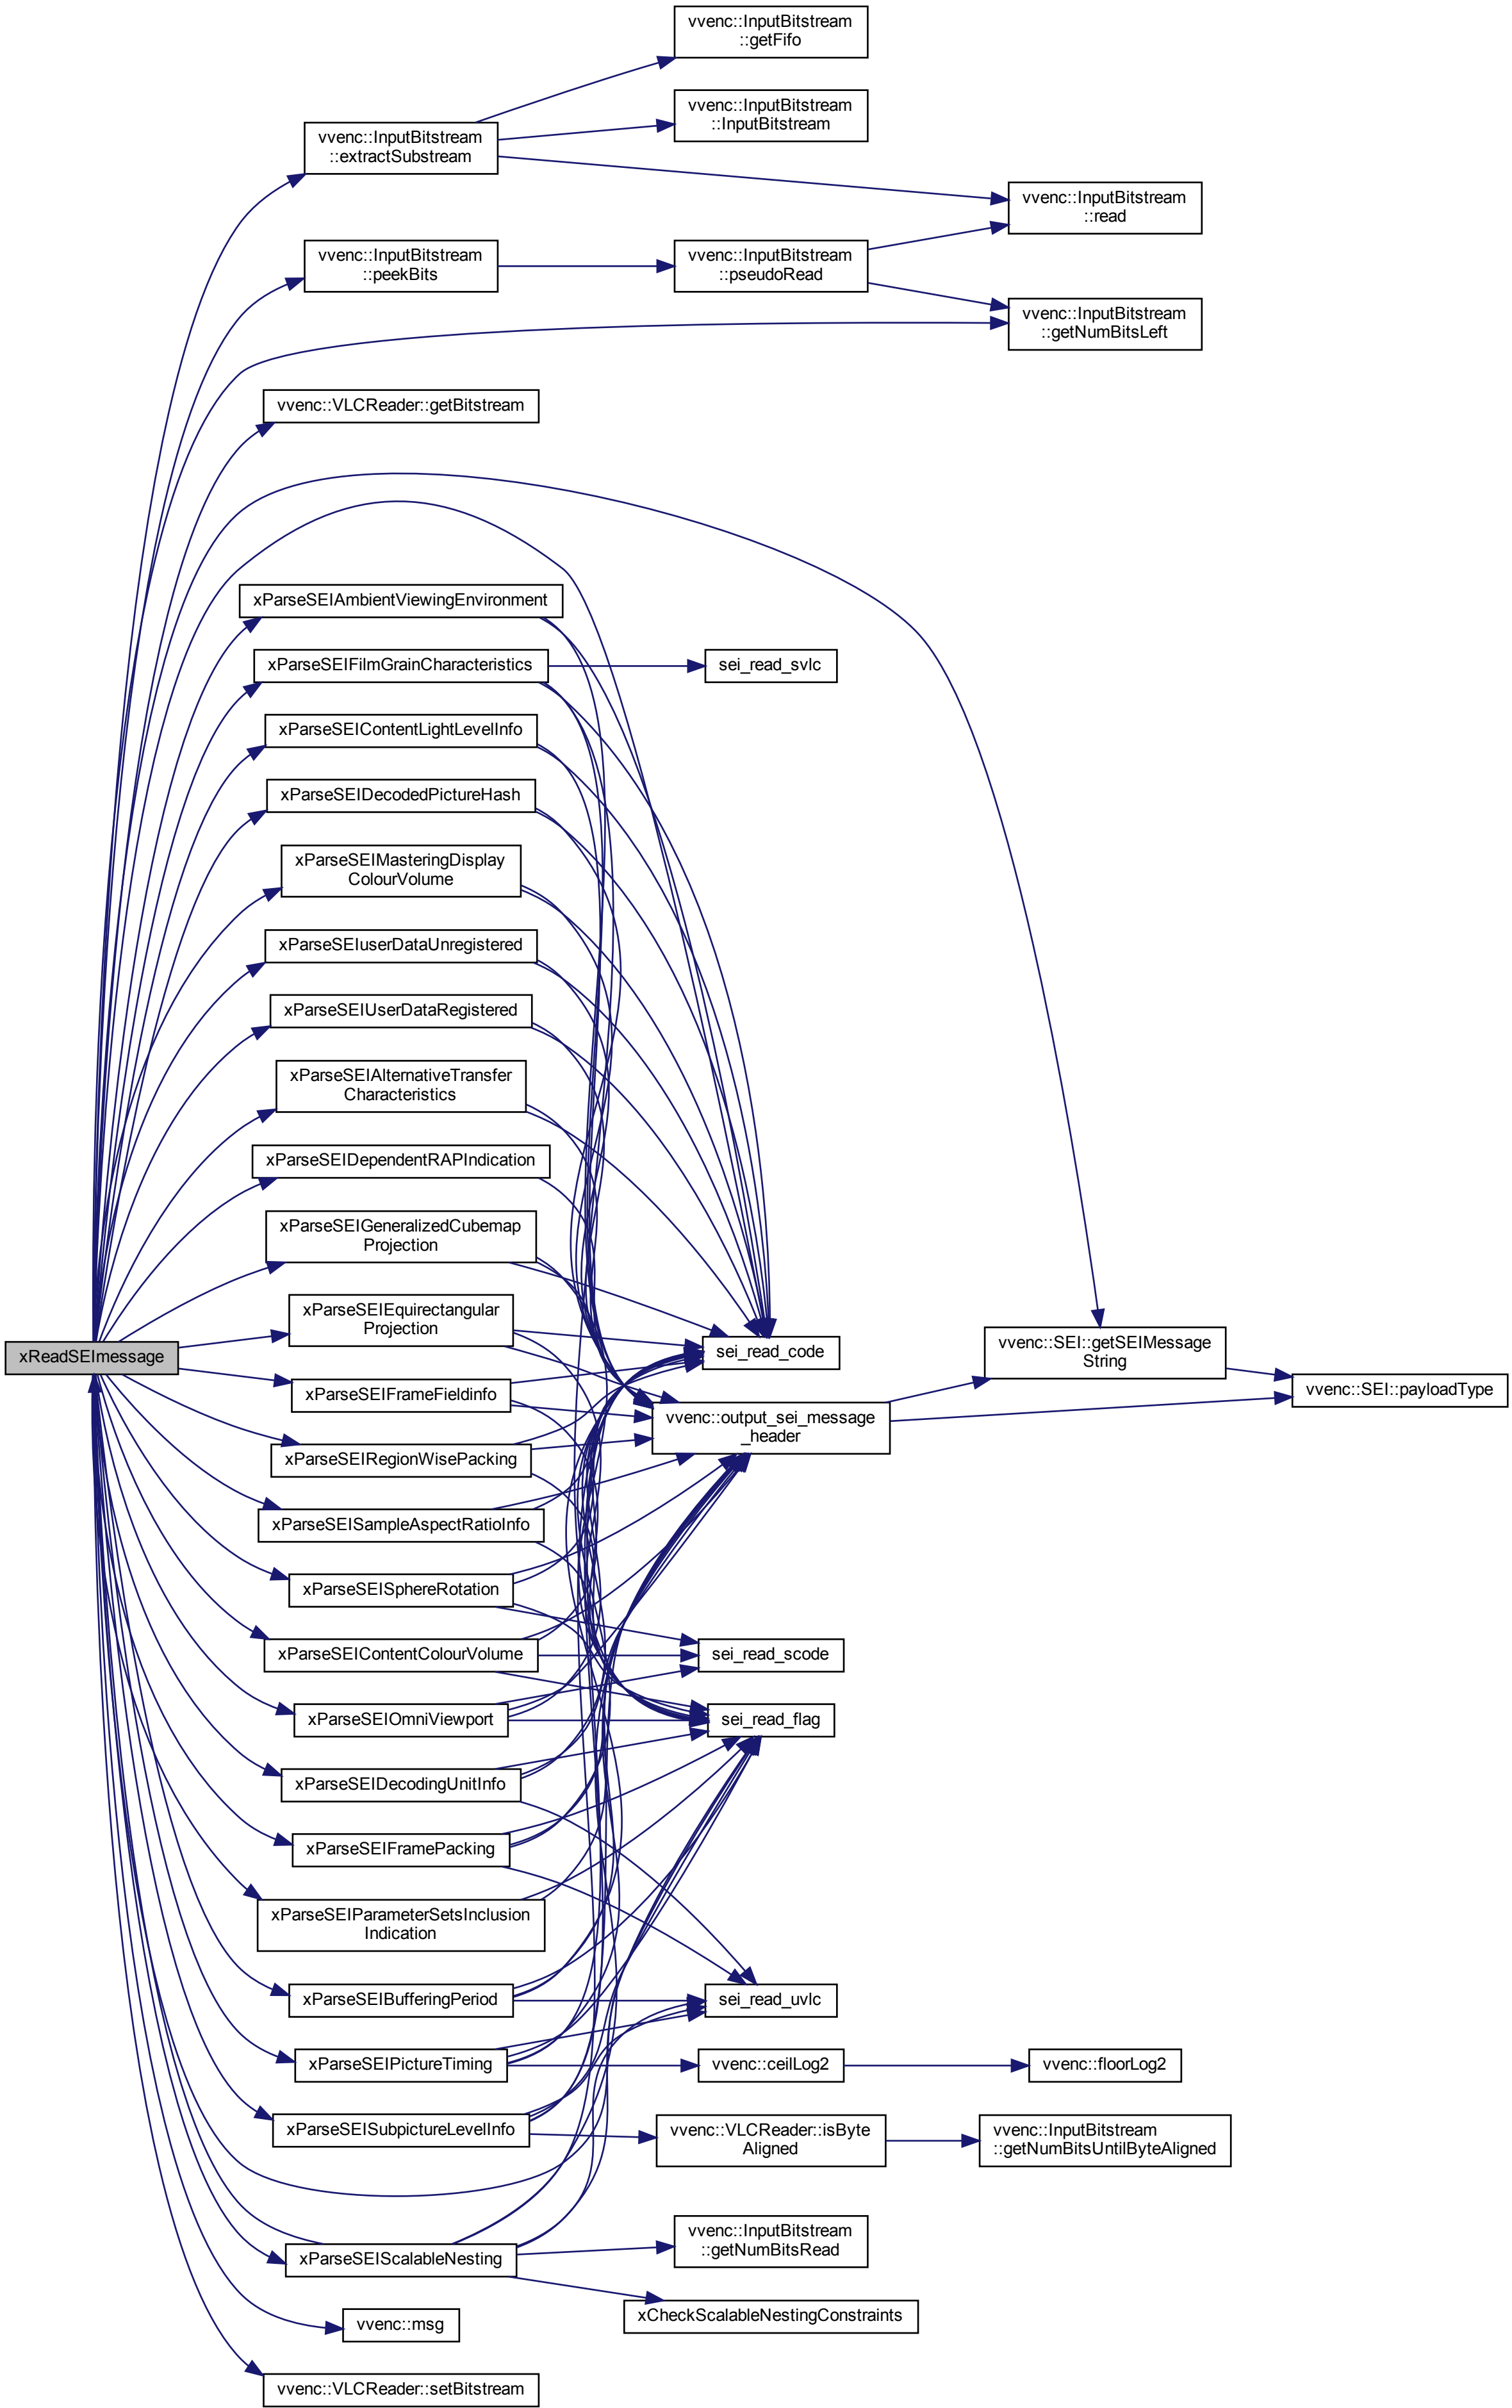 vvenc::InputBitstream
::getFifo
vvenc::InputBitstream
::InputBitstream
vvenc::InputBitstream
::extractSubstream
vvenc::InputBitstream
::read
vvenc::InputBitstream
::peekBits
vvenc::InputBitstream
::pseudoRead
vvenc::InputBitstream
::getNumBitsLeft
vvenc::VLCReader::getBitstream
xParseSEIAmbientViewingEnvironment
xParseSEIFilmGrainCharacteristics
sei_read_svlc
xParseSEIContentLightLevelInfo
xParseSEIDecodedPictureHash
xParseSEIMasteringDisplay
ColourVolume
xParseSEIuserDataUnregistered
xParseSEIUserDataRegistered
xParseSEIAlternativeTransfer
Characteristics
xParseSEIDependentRAPIndication
xParseSEIGeneralizedCubemap
Projection
xParseSEIEquirectangular
Projection
xReadSEImessage
sei_read_code
vvenc::SEI::getSEIMessage
String
vvenc::SEI::payloadType
xParseSEIFrameFieldinfo
vvenc::output_sei_message
_header
xParseSEIRegionWisePacking
xParseSEISampleAspectRatioInfo
xParseSEISphereRotation
xParseSEIContentColourVolume
sei_read_scode
xParseSEIOmniViewport
sei_read_flag
xParseSEIDecodingUnitInfo
xParseSEIFramePacking
xParseSEIParameterSetsInclusion
Indication
xParseSEIBufferingPeriod
sei_read_uvlc
xParseSEIPictureTiming
vvenc::ceilLog2
vvenc::floorLog2
xParseSEISubpictureLevelInfo
vvenc::VLCReader::isByte
Aligned
vvenc::InputBitstream
::getNumBitsUntilByteAligned
xParseSEIScalableNesting
vvenc::InputBitstream
::getNumBitsRead
xCheckScalableNestingConstraints
vvenc::msg
vvenc::VLCReader::setBitstream